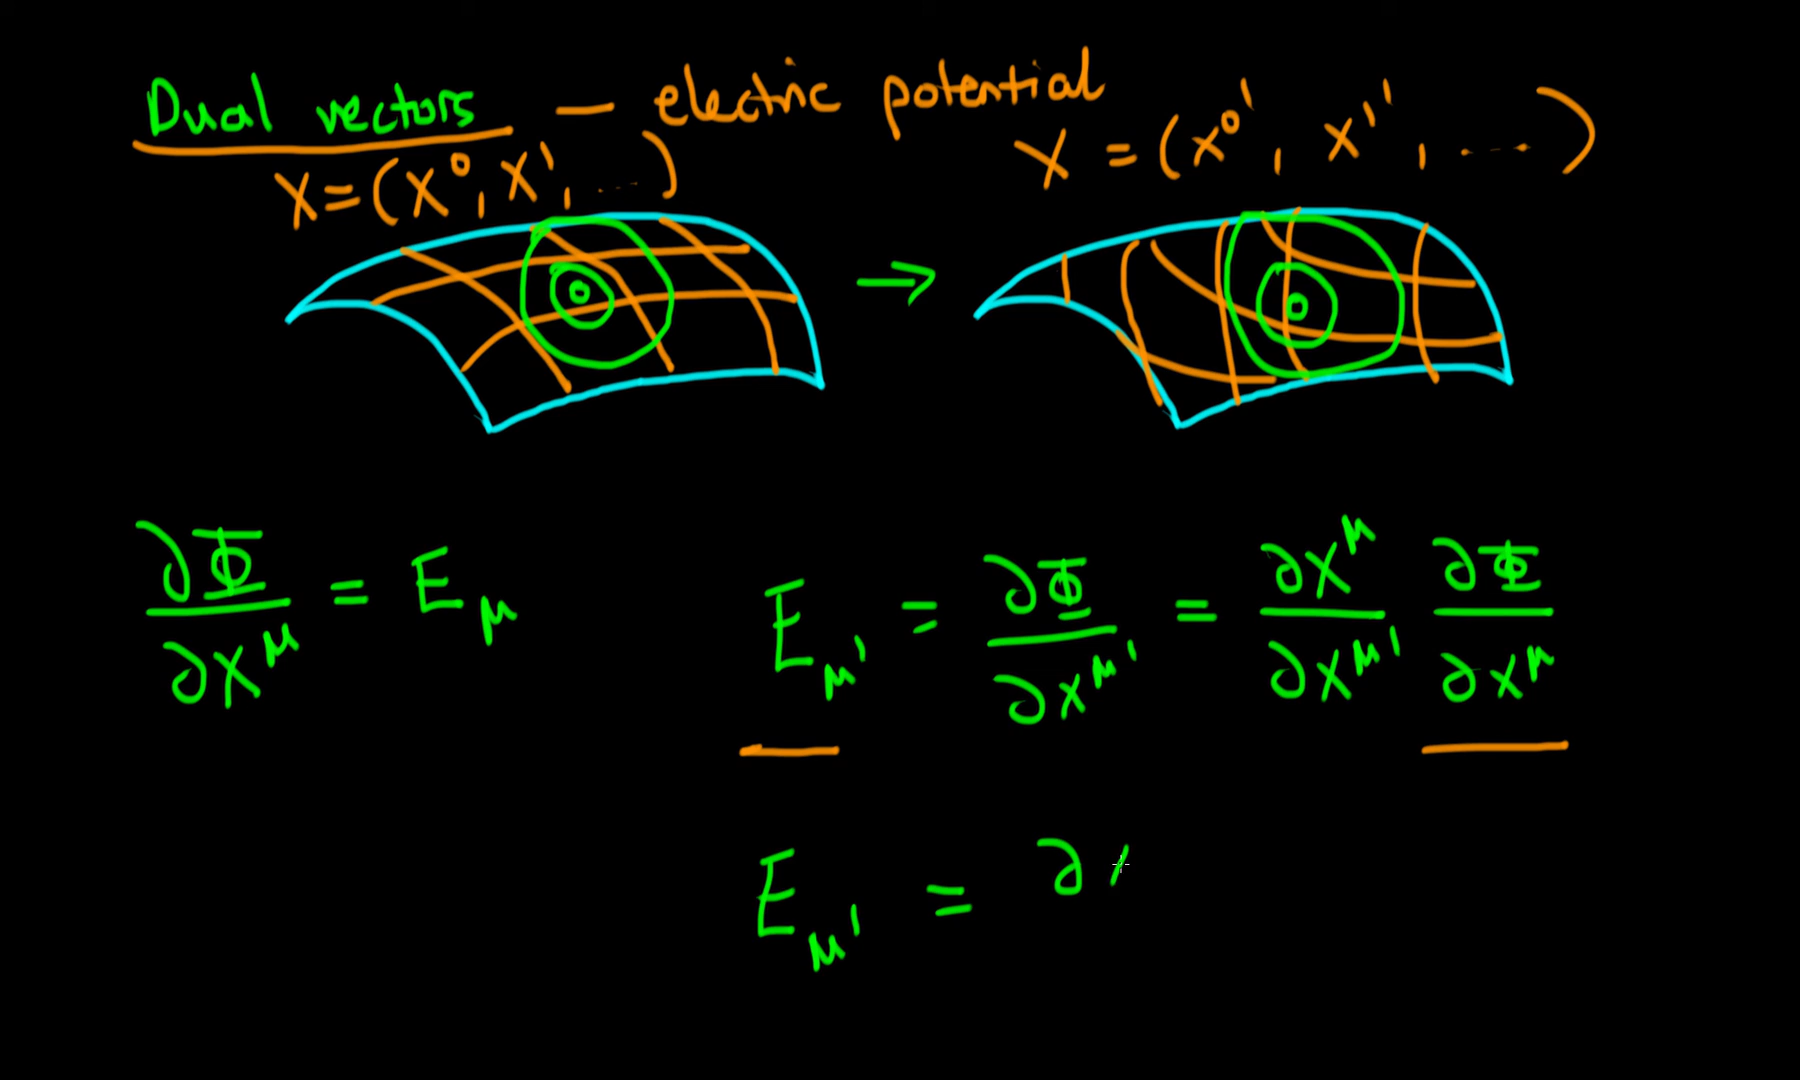 Dual vectors — electric potential
X = (X⁰, X¹, ...)
X = (x⁰', x¹', ...)
∂Φ/∂X^μ = E_μ
E_μ' = ∂Φ/∂X^μ' = ∂X^μ/∂X^μ' ∂Φ/∂X^μ
E_μ' = ∂